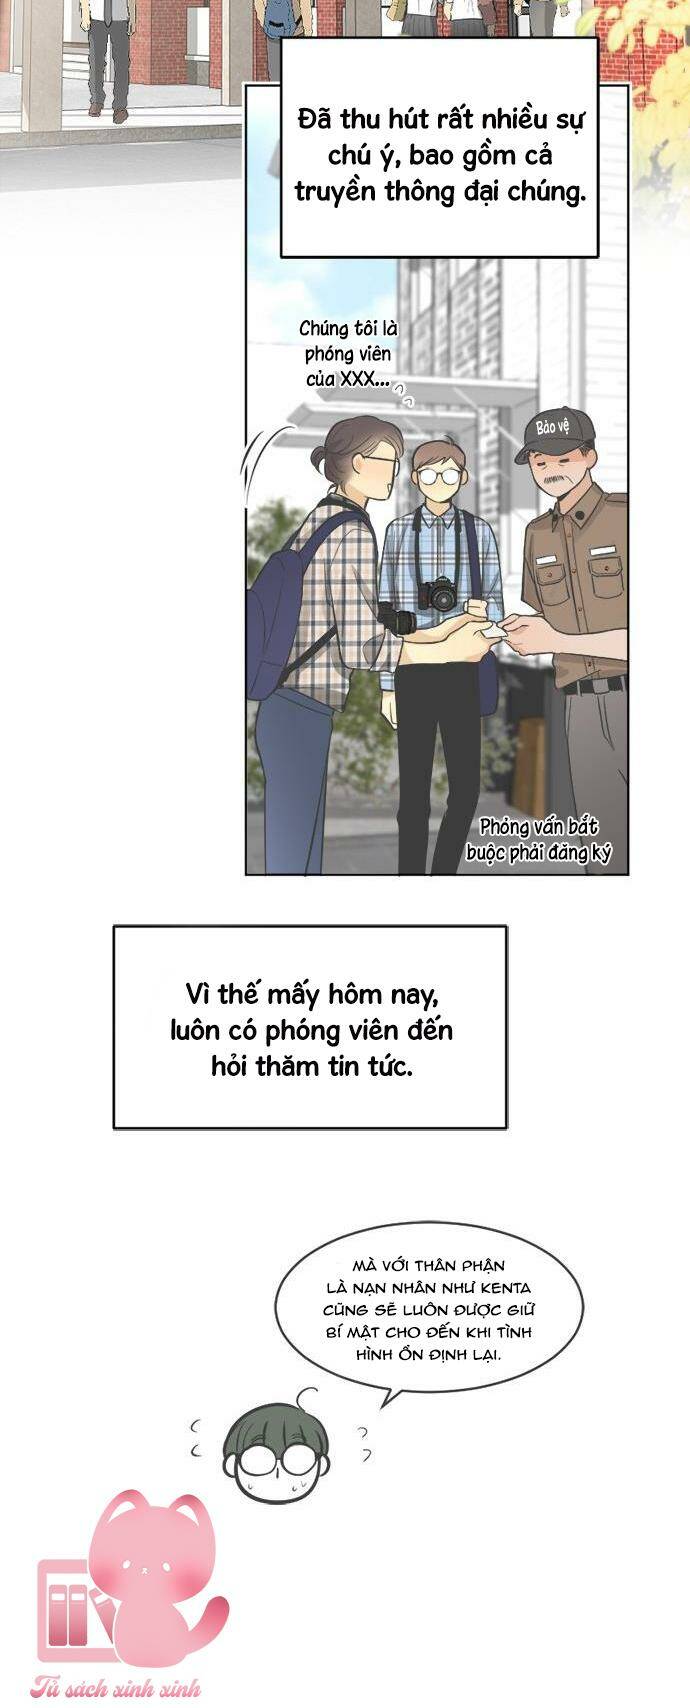 Đã thu hút rất nhiều sự
chú ý, bao gồm cả
truyền thông đại chúng.
Chúng tôi là
phóng viên
của XXX...
Bảo vệ
Phỏng vấn bắt
buộc phải đăng ký
Vì thế mấy hôm nay,
luôn có phóng viên đến
hỏi thăm tin tức.
MÀ VỚI THÂN PHẬN
LÀ NẠN NHÂN NHƯ KENTA
CŨNG SẼ LUÔN ĐƯỢC GIỮ
BÍ MẬT CHO ĐẾN KHI TÌNH
HÌNH ỔN ĐỊNH LẠI.
Tủ sách xinh xinh